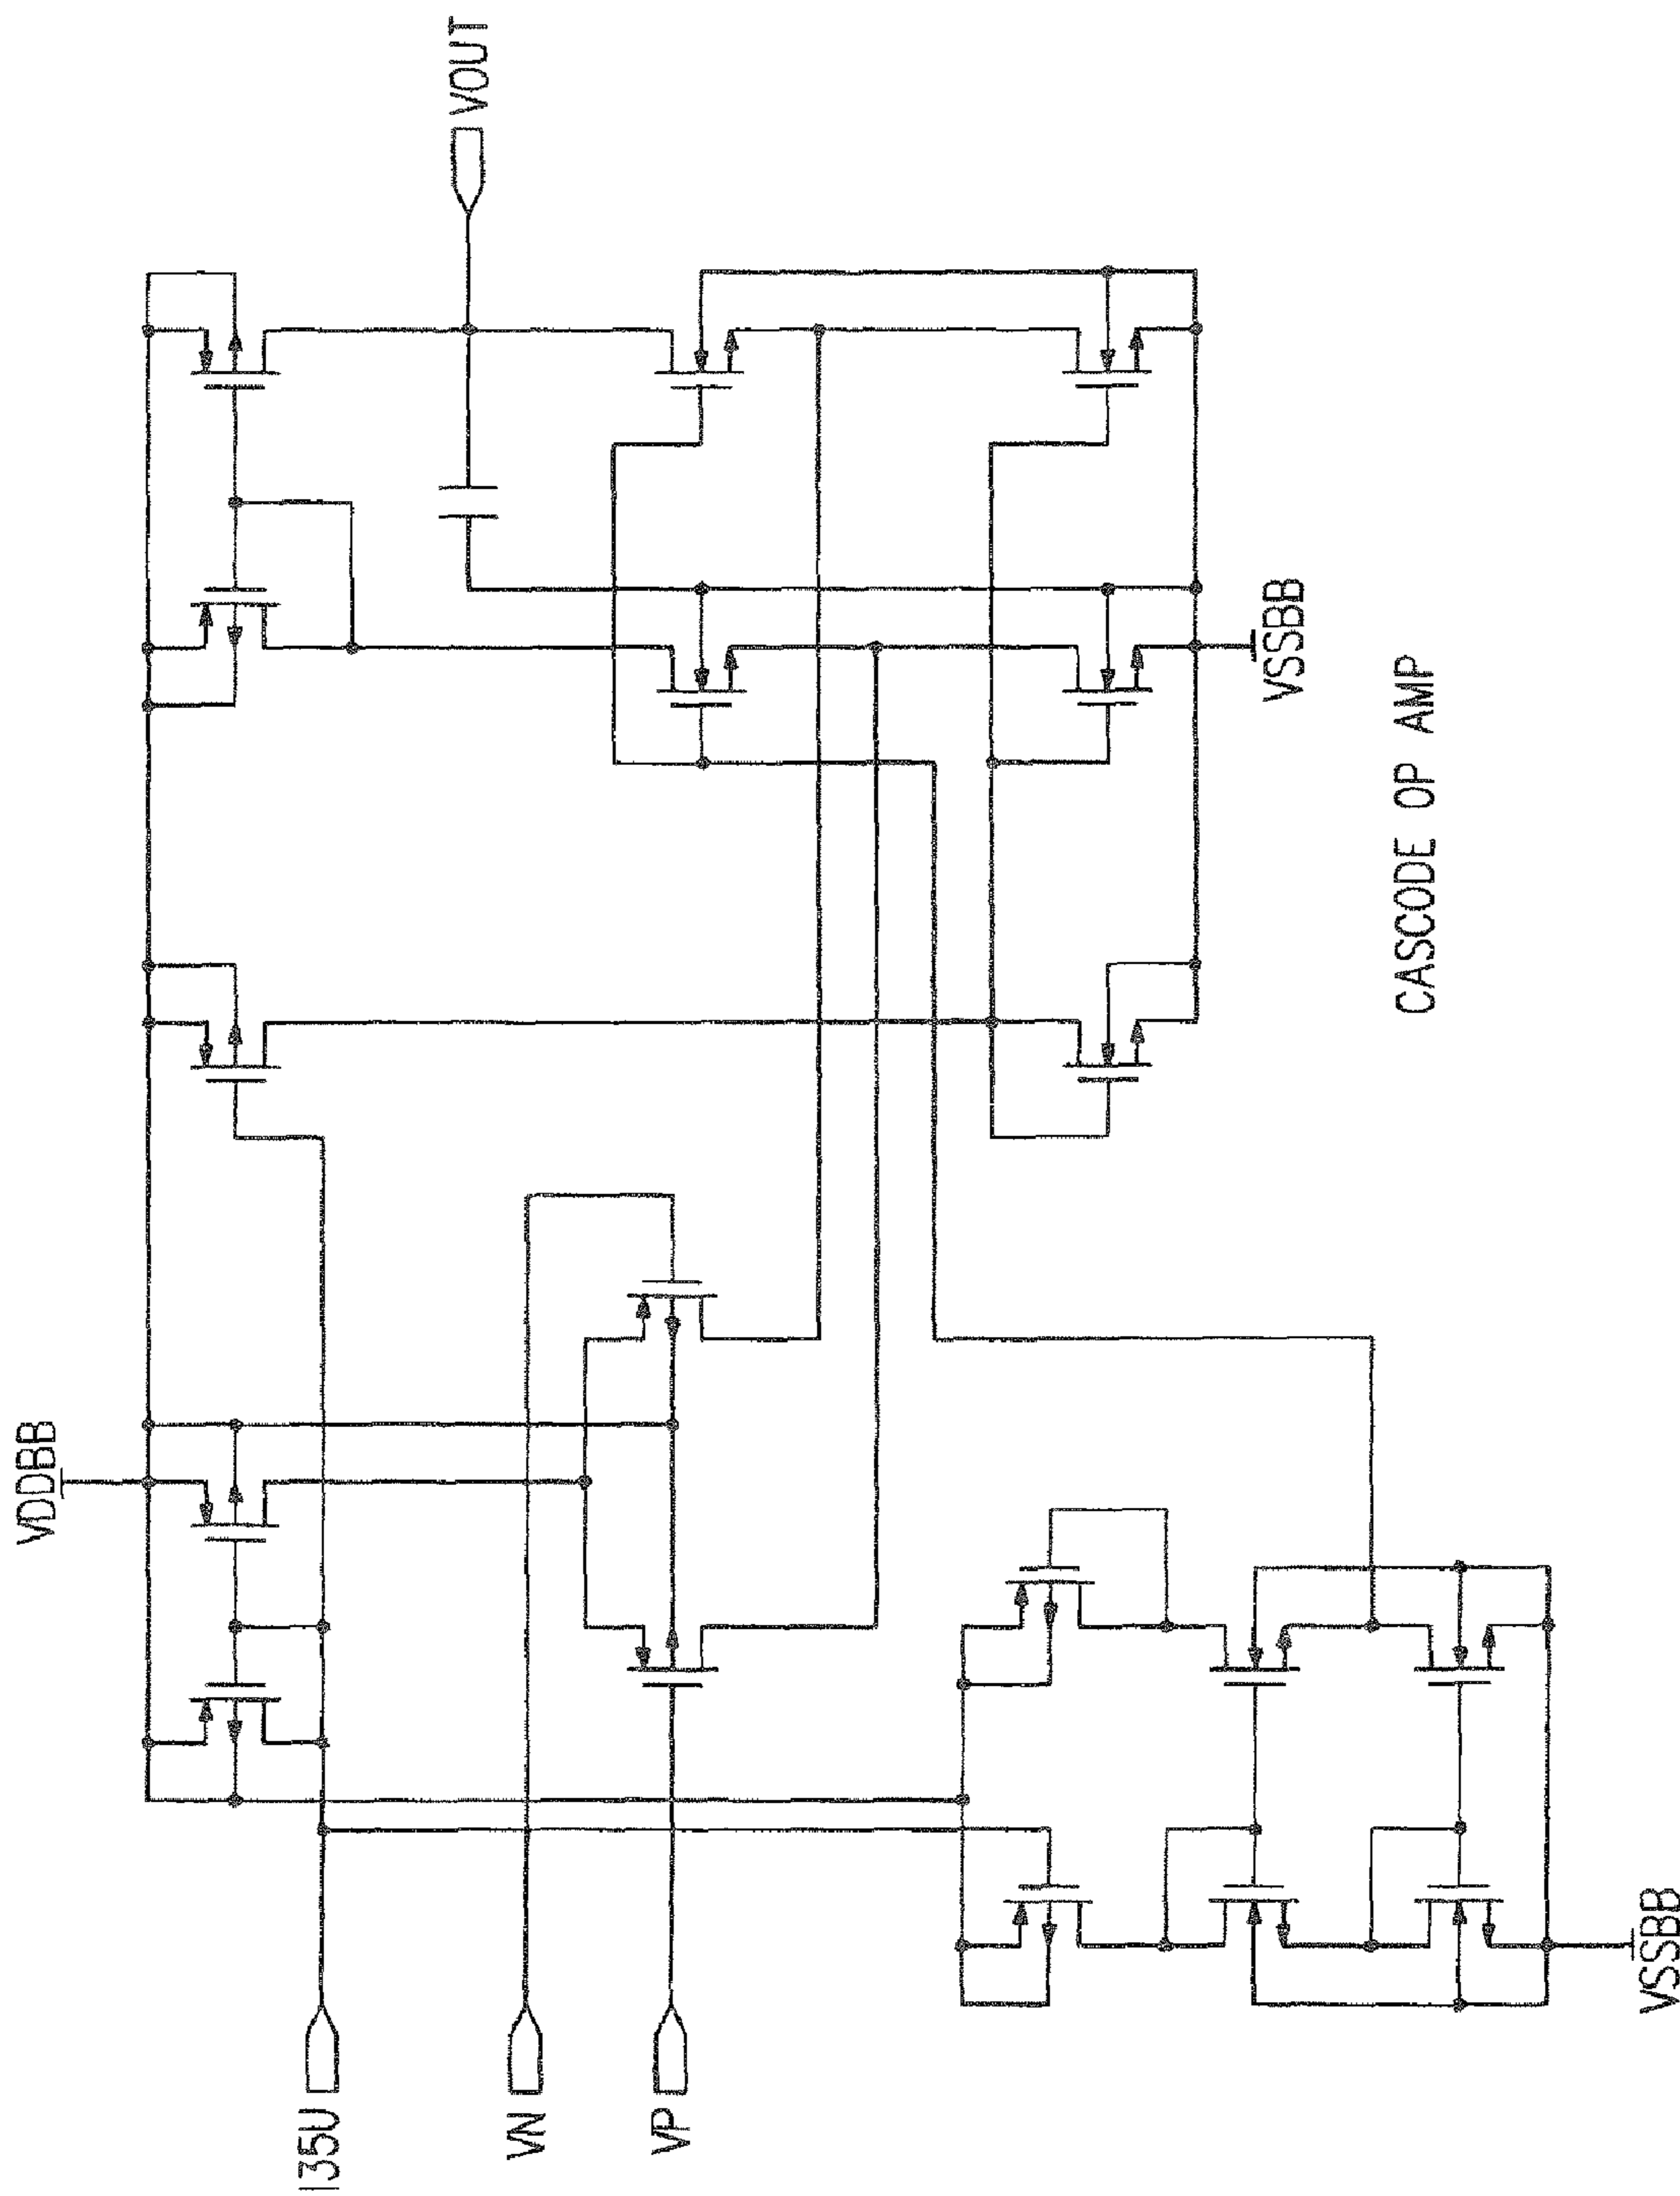 VDDBB
I35U
VN
VP
VOUT
VSSBB
VSSBB
CASCODE OP AMP